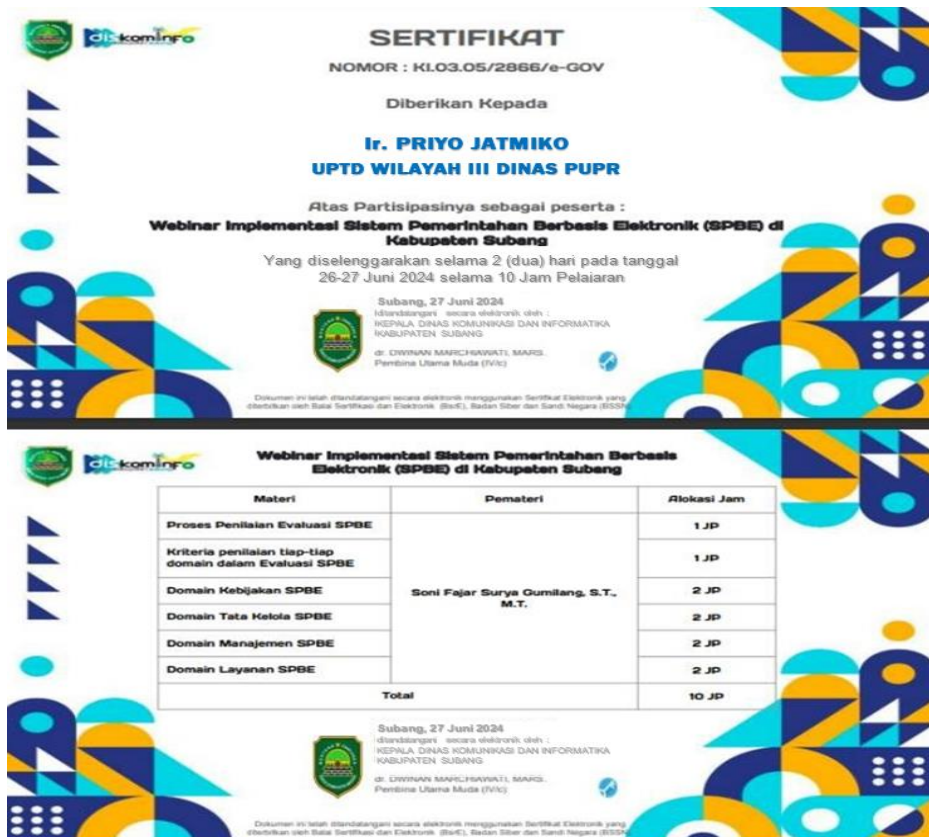 diskominfo
SERTIFIKAT
NOMOR : KI.03.05/2866/e-GOV
Diberikan Kepada
Ir. PRIYO JATMIKO
UPTD WILAYAH III DINAS PUPR
Atas Partisipasinya sebagai peserta :
Webinar Implementasi Sistem Pemerintahan Berbasis Elektronik (SPBE) di
Kabupaten Subang
Yang diselenggarakan selama 2 (dua) hari pada tanggal
26-27 Juni 2024 selama 10 Jam Pelajaran
Subang, 27 Juni 2024
ditandatangani secara elektronik oleh :
KEPALA DINAS KOMUNIKASI DAN INFORMATIKA
KABUPATEN SUBANG
dr. DWINAN MARCHIAWATI, MARS.
Pembina Utama Muda (IV/c)
Dokumen ini telah ditandatangani secara elektronik menggunakan Sertifikat Elektronik yang
diterbitkan oleh Balai Sertifikasi dan Elektronik (BsrE), Badan Siber dan Sandi Negara (BSSN
diskominfo
Webinar Implementasi Sistem Pemerintahan Berbasis
Elektronik (SPBE) di Kabupaten Subang
Materi Pemateri Alokasi Jam
Proses Penilaian Evaluasi SPBE 1 JP
Kriteria penilaian tiap-tiap
domain dalam Evaluasi SPBE 1 JP
Domain Kebijakan SPBE Soni Fajar Surya Gumilang, S.T., 2 JP
M.T.
Domain Tata Kelola SPBE 2 JP
Domain Manajemen SPBE 2 JP
Domain Layanan SPBE 2 JP
Total 10 JP
Subang, 27 Juni 2024
ditandatangani secara elektronik oleh :
KEPALA DINAS KOMUNIKASI DAN INFORMATIKA
KABUPATEN SUBANG
dr. DWINAN MARCHIAWATI, MARS.
Pembina Utama Muda (IV/c)
Dokumen ini telah ditandatangani secara elektronik menggunakan Sertifikat Elektronik yang
diterbitkan oleh Balai Sertifikasi dan Elektronik (BsrE), Badan Siber dan Sandi Negara (BSSN